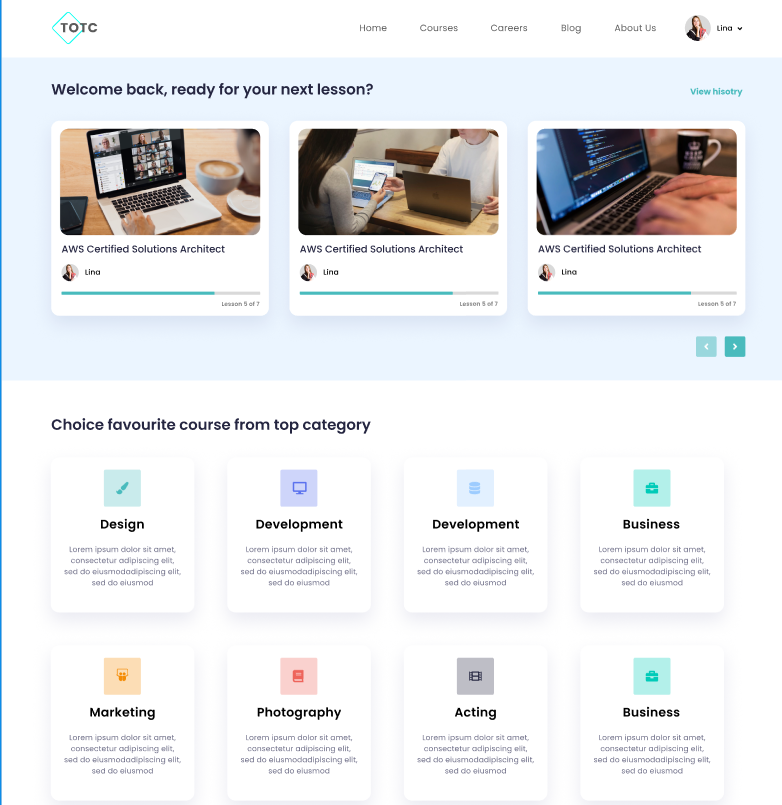 TOTC
Home Courses Careers Blog About Us Lina
Welcome back, ready for your next lesson?
View hisotry
AWS Certified Solutions Architect
Lina
Lesson 5 of 7
AWS Certified Solutions Architect
Lina
Lesson 5 of 7
AWS Certified Solutions Architect
Lina
Lesson 5 of 7
Choice favourite course from top category
Design
Lorem ipsum dolor sit amet,
consectetur adipiscing elit,
sed do eiusmodadipiscing elit,
sed do eiusmod
Development
Lorem ipsum dolor sit amet,
consectetur adipiscing elit,
sed do eiusmodadipiscing elit,
sed do eiusmod
Development
Lorem ipsum dolor sit amet,
consectetur adipiscing elit,
sed do eiusmodadipiscing elit,
sed do eiusmod
Business
Lorem ipsum dolor sit amet,
consectetur adipiscing elit,
sed do eiusmodadipiscing elit,
sed do eiusmod
Marketing
Lorem ipsum dolor sit amet,
consectetur adipiscing elit,
sed do eiusmodadipiscing elit,
sed do eiusmod
Photography
Lorem ipsum dolor sit amet,
consectetur adipiscing elit,
sed do eiusmodadipiscing elit,
sed do eiusmod
Acting
Lorem ipsum dolor sit amet,
consectetur adipiscing elit,
sed do eiusmodadipiscing elit,
sed do eiusmod
Business
Lorem ipsum dolor sit amet,
consectetur adipiscing elit,
sed do eiusmodadipiscing elit,
sed do eiusmod